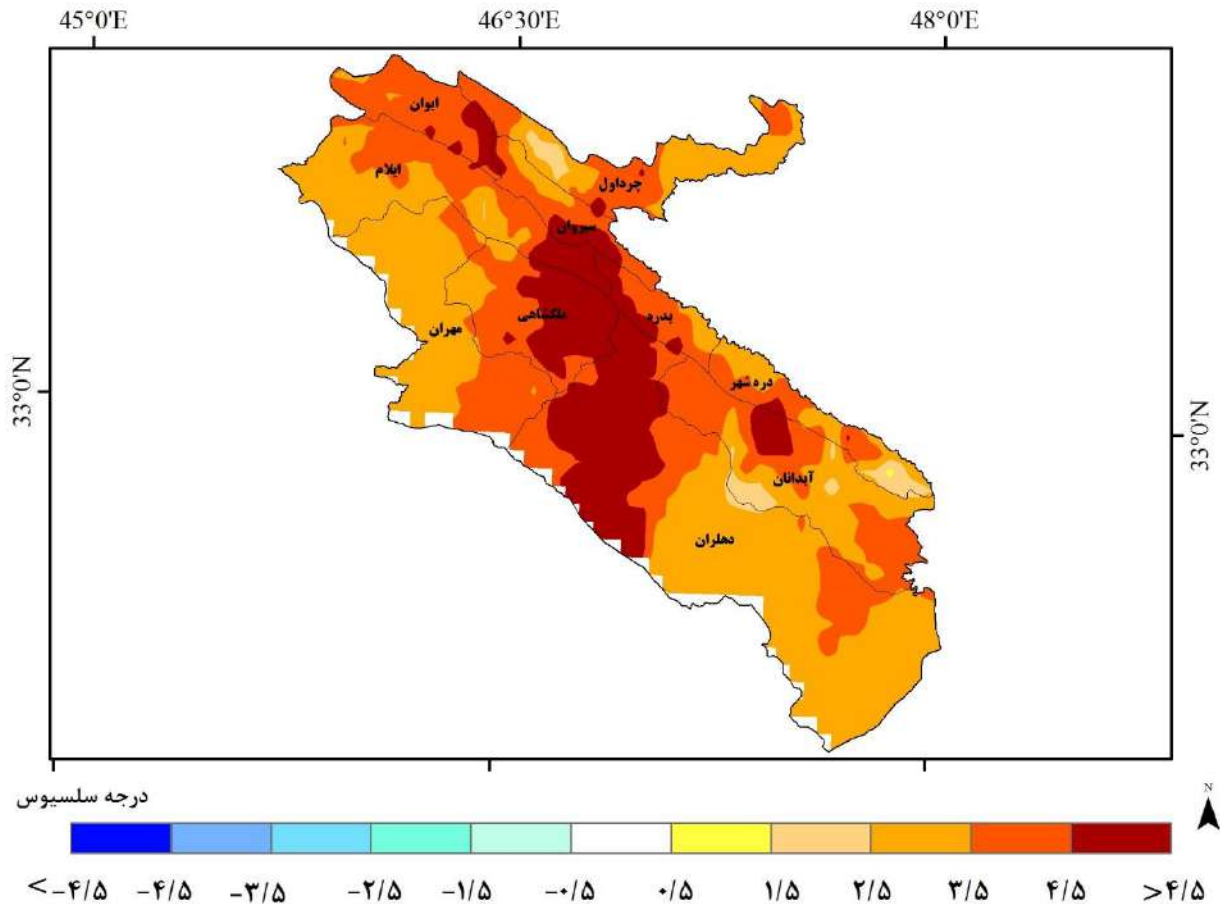 45°0'E 46°30'E 48°0'E
ایوان
ایلام
چرداول
سیروان
مهران
ملکشاهی
بدره
33°0'N
دره شهر
33°0'N
آبدانان
دهلران
درجه سلسیوس
N
<-۴/۵ -۴/۵ -۳/۵ -۲/۵ -۱/۵ -۰/۵ ۰/۵ ۱/۵ ۲/۵ ۳/۵ ۴/۵ >۴/۵